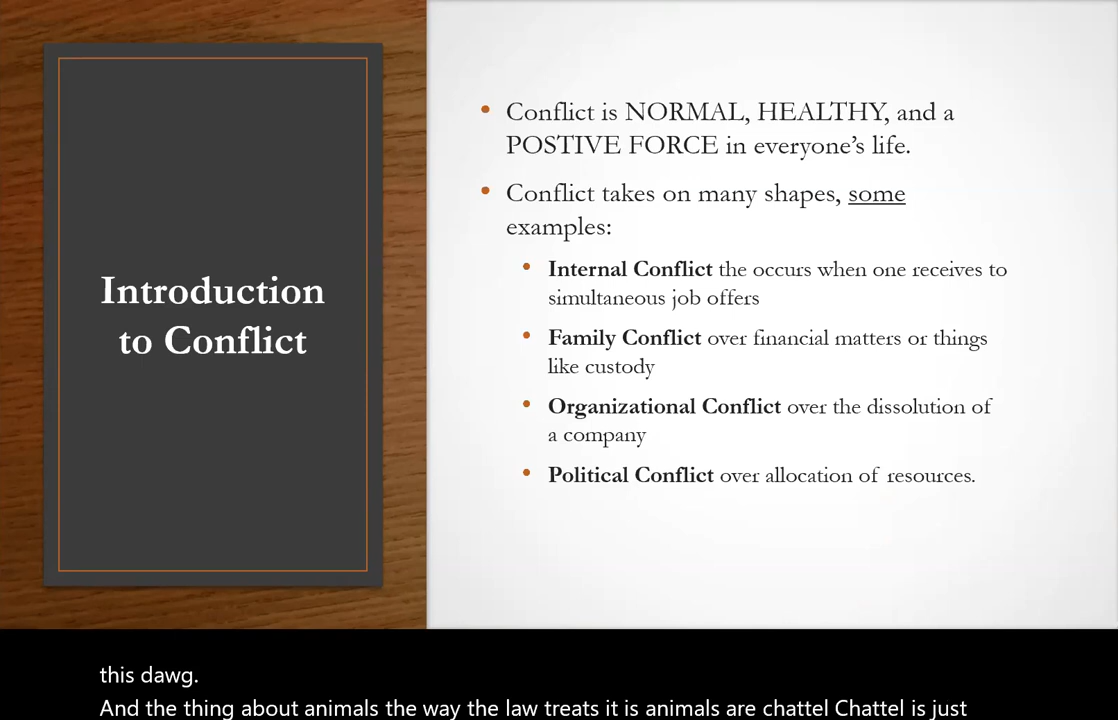 Introduction
to Conflict
Conflict is NORMAL, HEALTHY, and a
POSTIVE FORCE in everyone’s life.
Conflict takes on many shapes, some
examples:
Internal Conflict the occurs when one receives to
simultaneous job offers
Family Conflict over financial matters or things
like custody
Organizational Conflict over the dissolution of
a company
Political Conflict over allocation of resources.
this dawg.
And the thing about animals the way the law treats it is animals are chattel Chattel is just